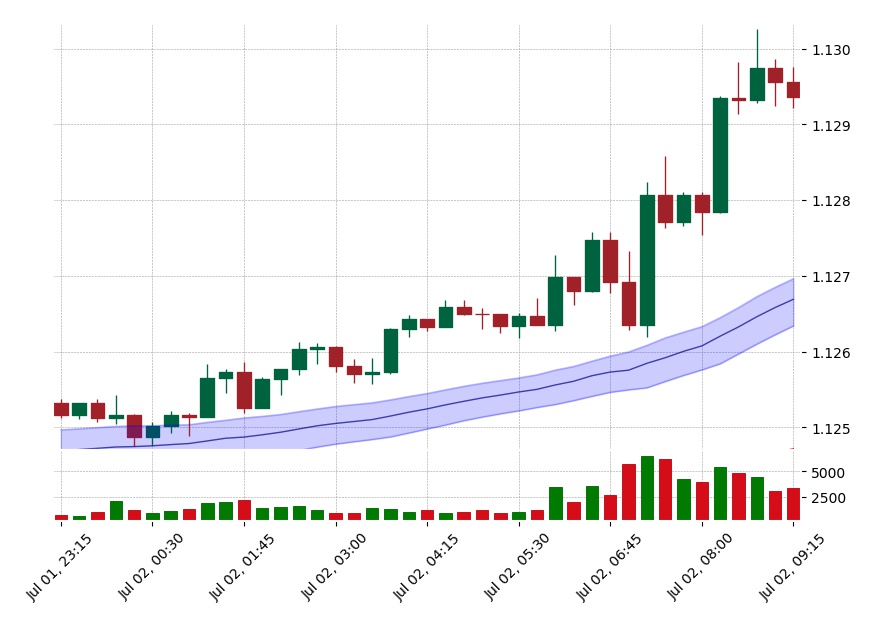 1.130
1.129
1.128
1.127
1.126
1.125
5000
2500
Jul 01, 23:15
Jul 02, 00:30
Jul 02, 01:45
Jul 02, 03:00
Jul 02, 04:15
Jul 02, 05:30
Jul 02, 06:45
Jul 02, 08:00
Jul 02, 09:15